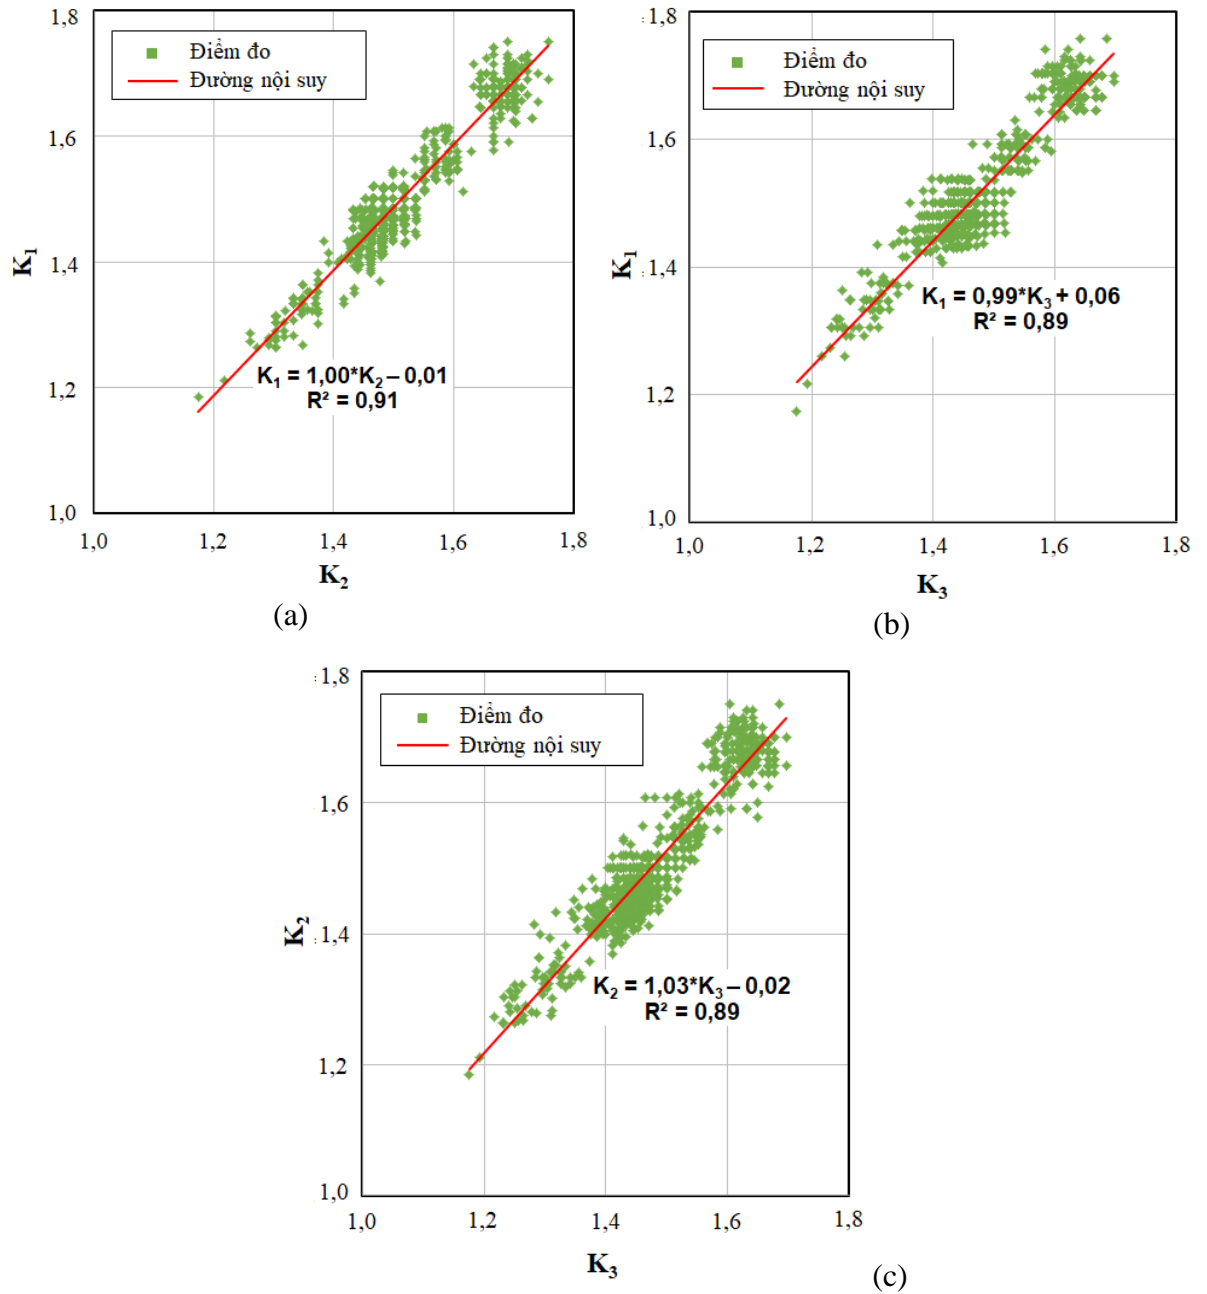 1,8
Điểm đo
Đường nội suy
1,6
K₁
1,4
K₁ = 1,00*K₂ – 0,01
R² = 0,91
1,2
1,0
1,0 1,2 1,4 1,6 1,8
K₂
(a)
1,8
Điểm đo
Đường nội suy
1,6
K₁
1,4
K₁ = 0,99*K₃ + 0,06
R² = 0,89
1,2
1,0
1,0 1,2 1,4 1,6 1,8
K₃
(b)
1,8
Điểm đo
Đường nội suy
1,6
K₂
1,4
K₂ = 1,03*K₃ – 0,02
R² = 0,89
1,2
1,0
1,0 1,2 1,4 1,6 1,8
K₃
(c)